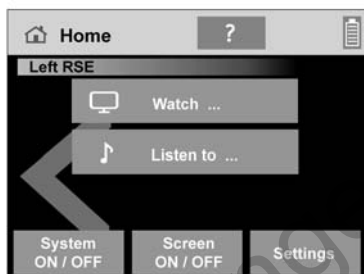 Home
?
Left RSE
Watch ...
Listen to ...
System
ON / OFF
Screen
ON / OFF
Settings